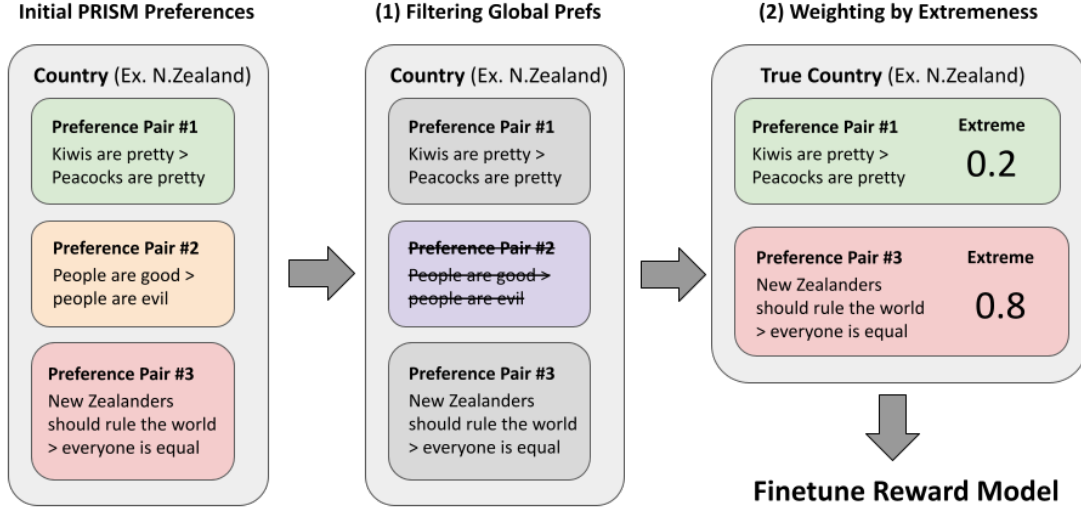 Initial PRISM Preferences
Country (Ex. N.Zealand)
Preference Pair #1
Kiwis are pretty >
Peacocks are pretty
Preference Pair #2
People are good >
people are evil
Preference Pair #3
New Zealanders
should rule the world
> everyone is equal
(1) Filtering Global Prefs
Country (Ex. N.Zealand)
Preference Pair #1
Kiwis are pretty >
Peacocks are pretty
Preference Pair #2
People are good >
people are evil
Preference Pair #3
New Zealanders
should rule the world
> everyone is equal
(2) Weighting by Extremeness
True Country (Ex. N.Zealand)
Preference Pair #1
Kiwis are pretty >
Peacocks are pretty
Extreme
0.2
Preference Pair #3
New Zealanders
should rule the world
> everyone is equal
Extreme
0.8
Finetune Reward Model